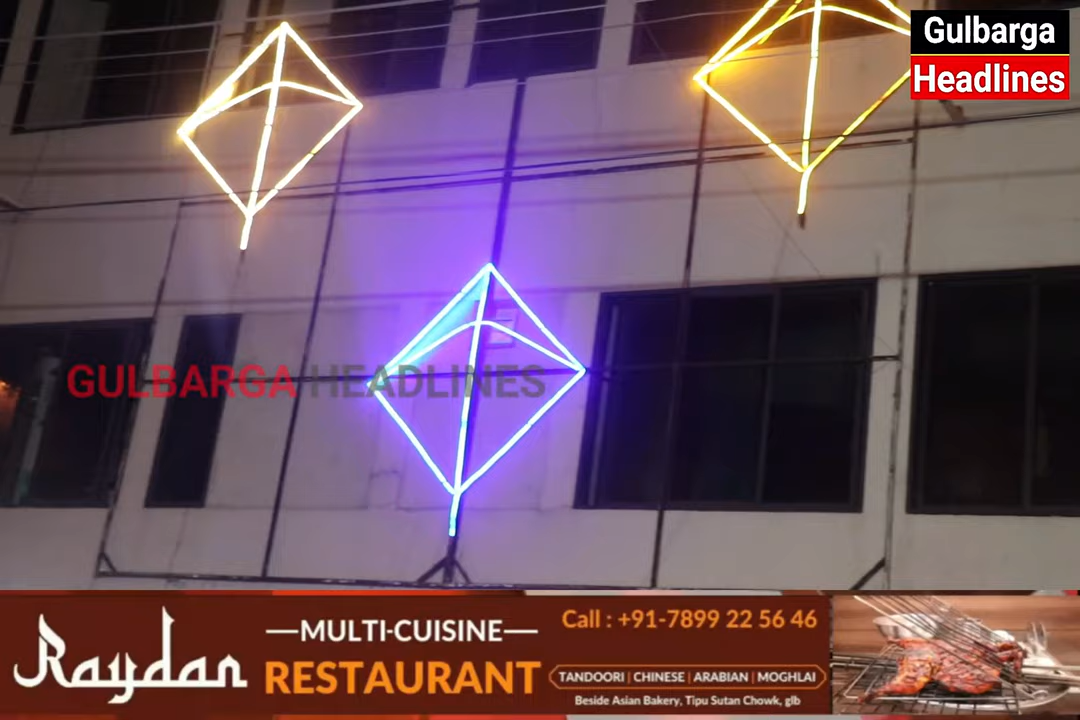 Gulbarga
Headlines
GULBARGA HEADLINES
Raydan
—MULTI-CUISINE—
RESTAURANT
Call : +91-7899 22 56 46
TANDOORI | CHINESE | ARABIAN | MOGHLAI
Beside Asian Bakery, Tipu Sutan Chowk, glb